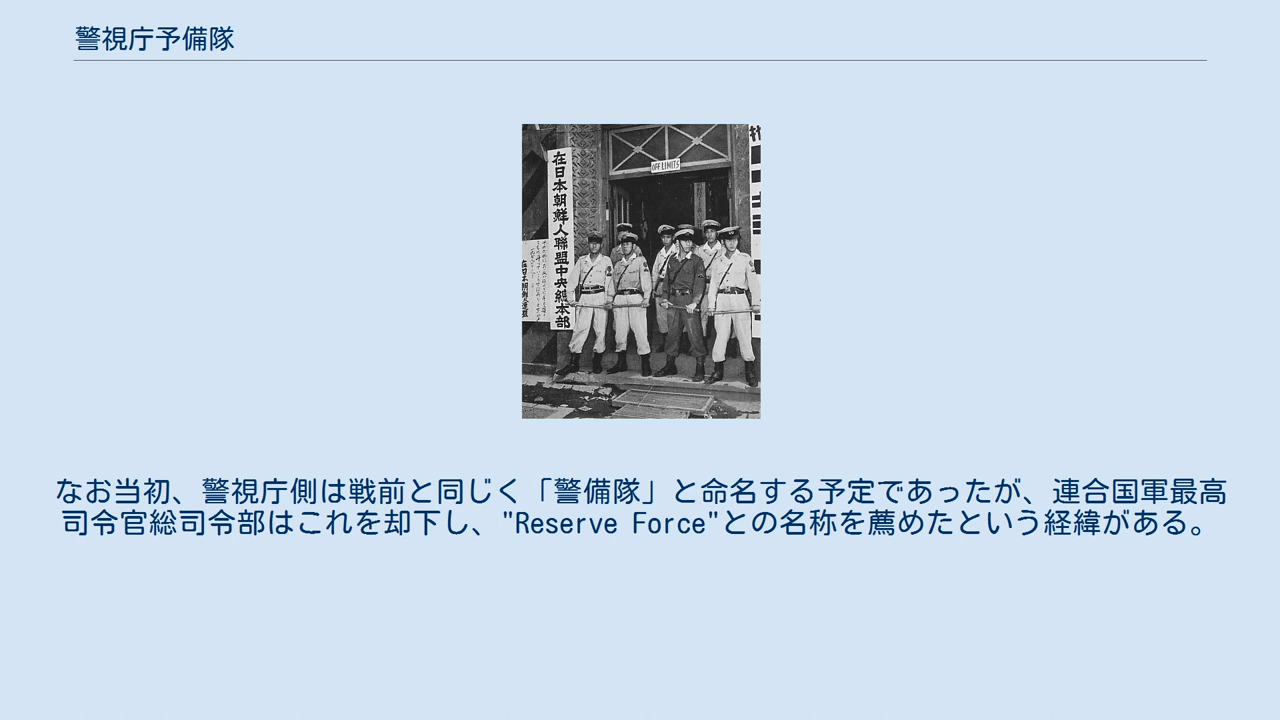 警視庁予備隊
OFF LIMITS
在日本朝鮮人聯盟中央総本部
なお当初、警視庁側は戦前と同じく「警備隊」と命名する予定であったが、連合国軍最高
司令官総司令部はこれを却下し、"Reserve Force"との名称を薦めたという経緯がある。